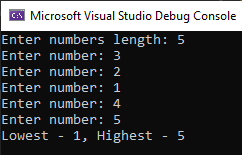 Microsoft Visual Studio Debug Console
Enter numbers length: 5
Enter number: 3
Enter number: 2
Enter number: 1
Enter number: 4
Enter number: 5
Lowest - 1, Highest - 5